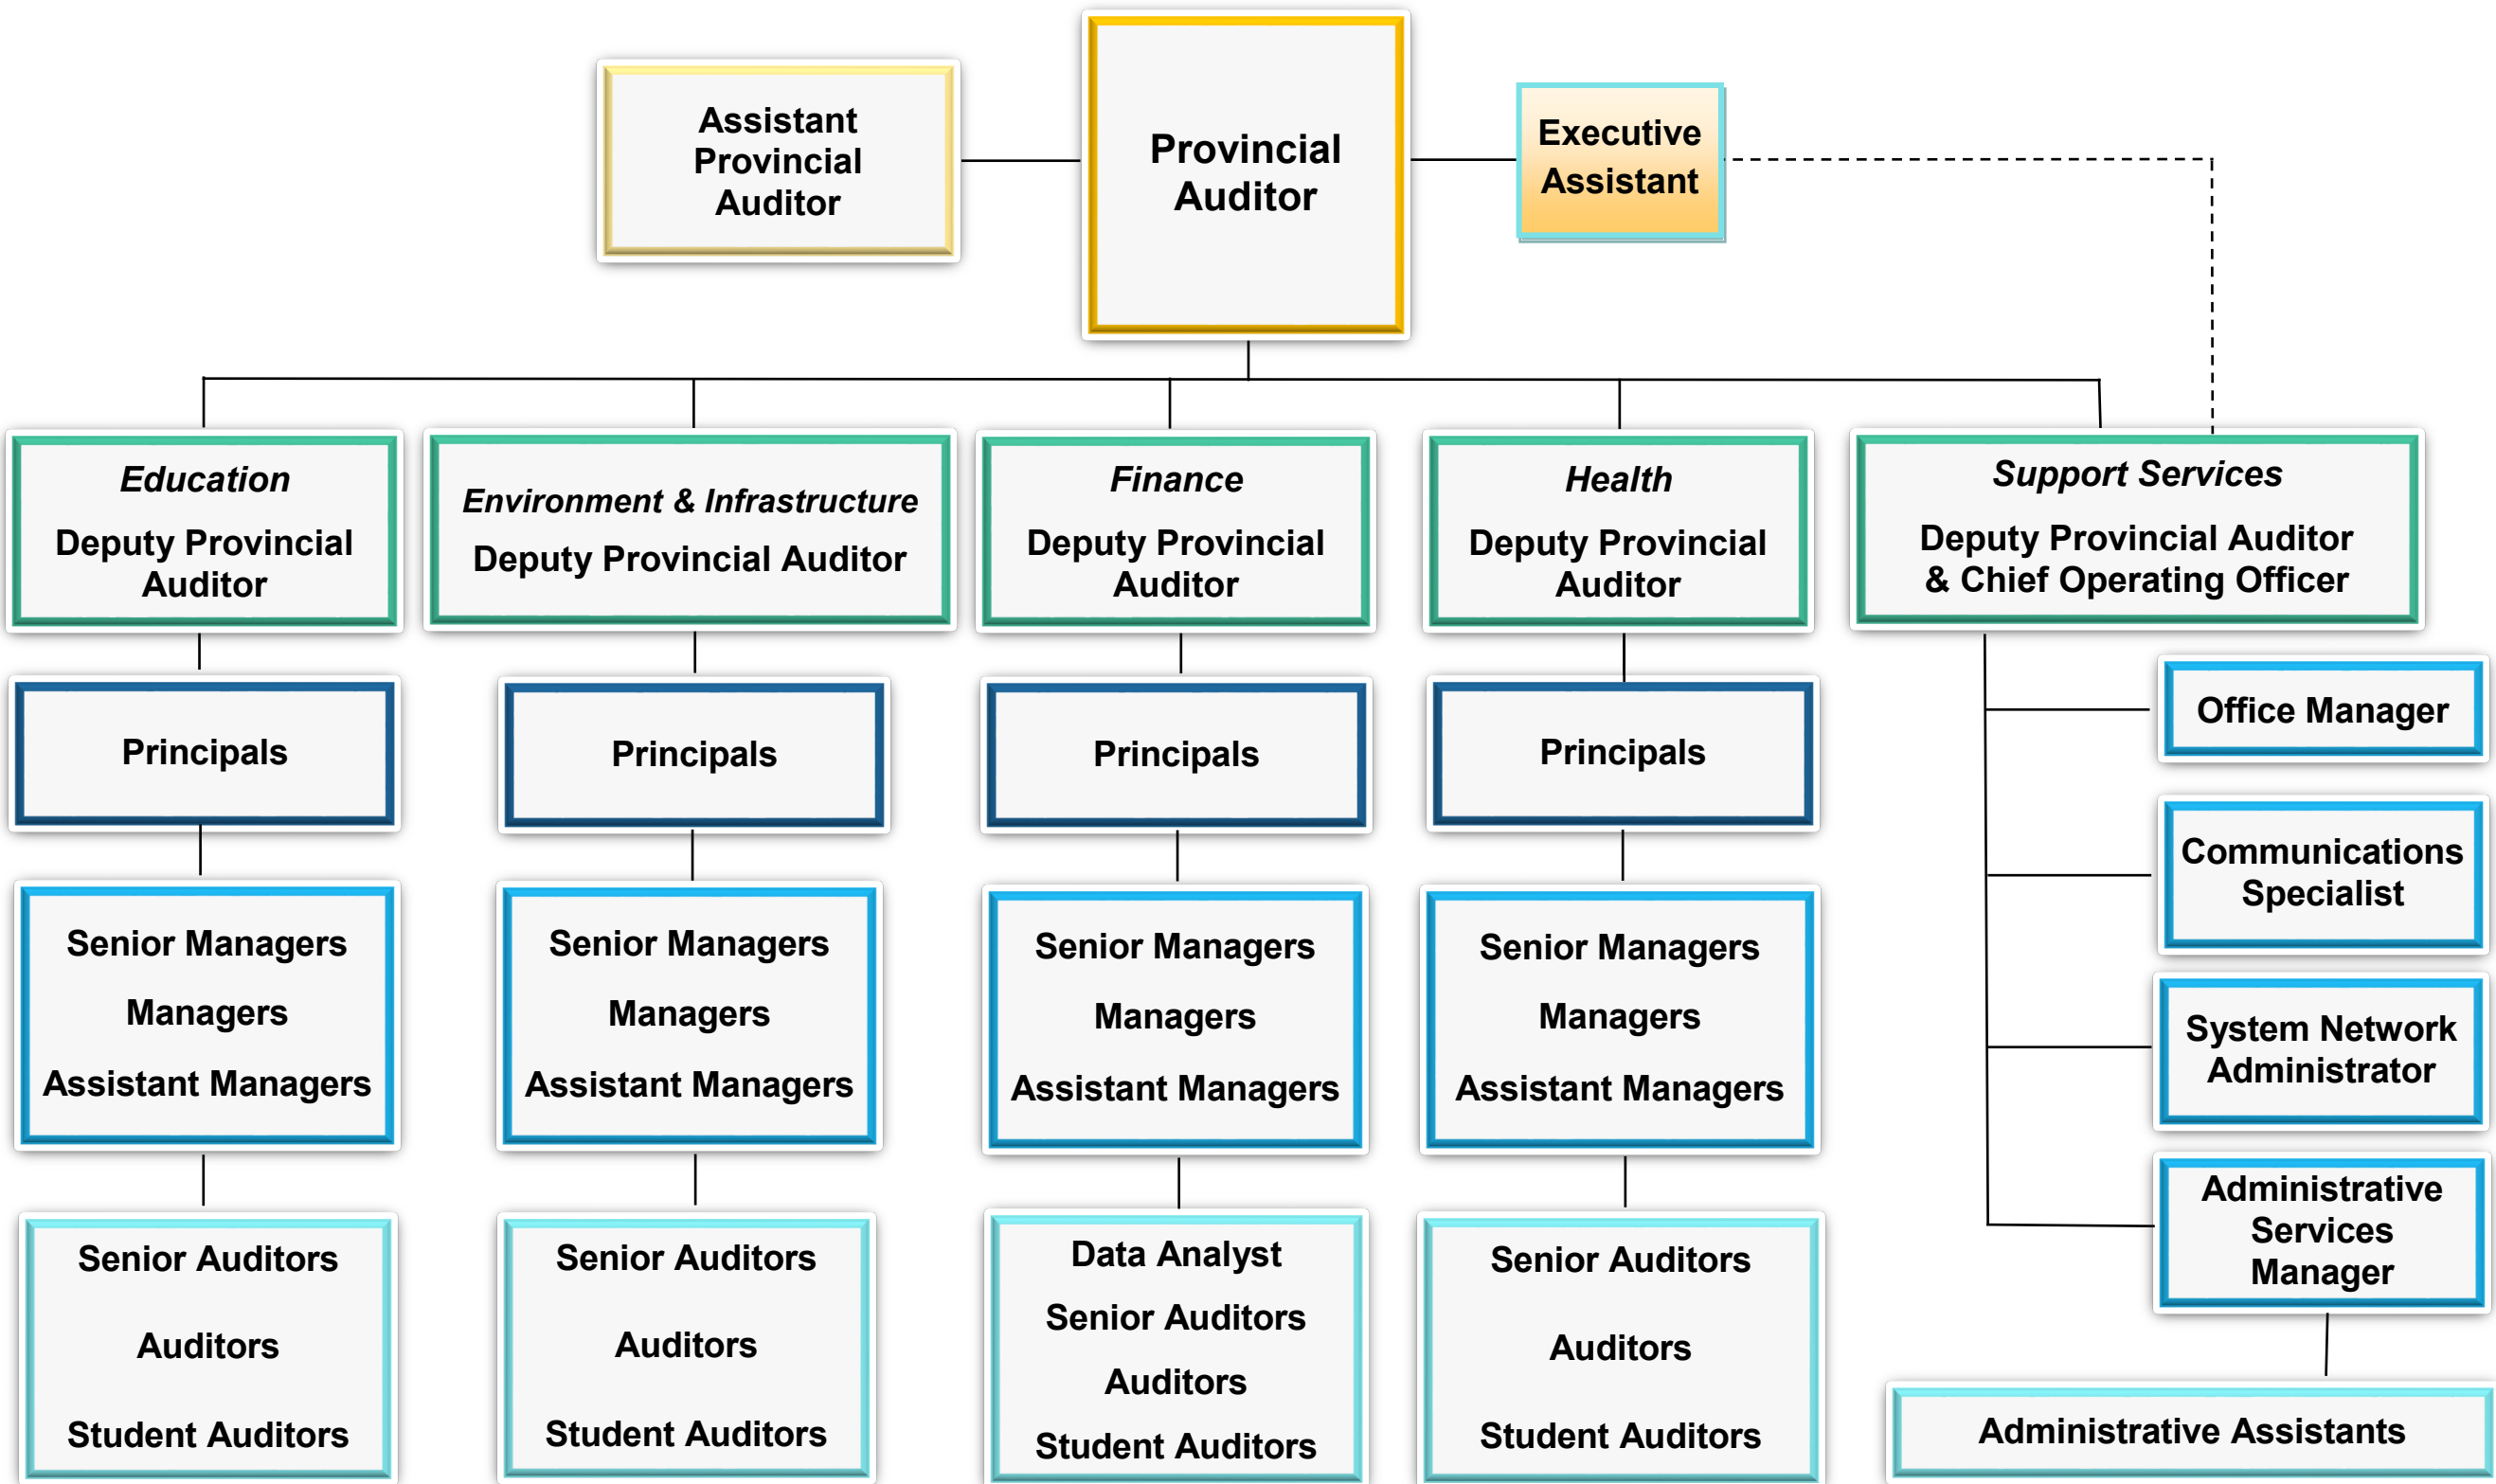 Assistant
Provincial
Auditor
Provincial
Auditor
Executive
Assistant
Education
Deputy Provincial
Auditor
Environment & Infrastructure
Deputy Provincial Auditor
Finance
Deputy Provincial
Auditor
Health
Deputy Provincial
Auditor
Support Services
Deputy Provincial Auditor
& Chief Operating Officer
Principals
Principals
Principals
Principals
Office Manager
Communications
Specialist
System Network
Administrator
Administrative
Services
Manager
Senior Managers
Managers
Assistant Managers
Senior Managers
Managers
Assistant Managers
Senior Managers
Managers
Assistant Managers
Senior Managers
Managers
Assistant Managers
Senior Auditors
Auditors
Student Auditors
Senior Auditors
Auditors
Student Auditors
Data Analyst
Senior Auditors
Auditors
Student Auditors
Senior Auditors
Auditors
Student Auditors
Administrative Assistants